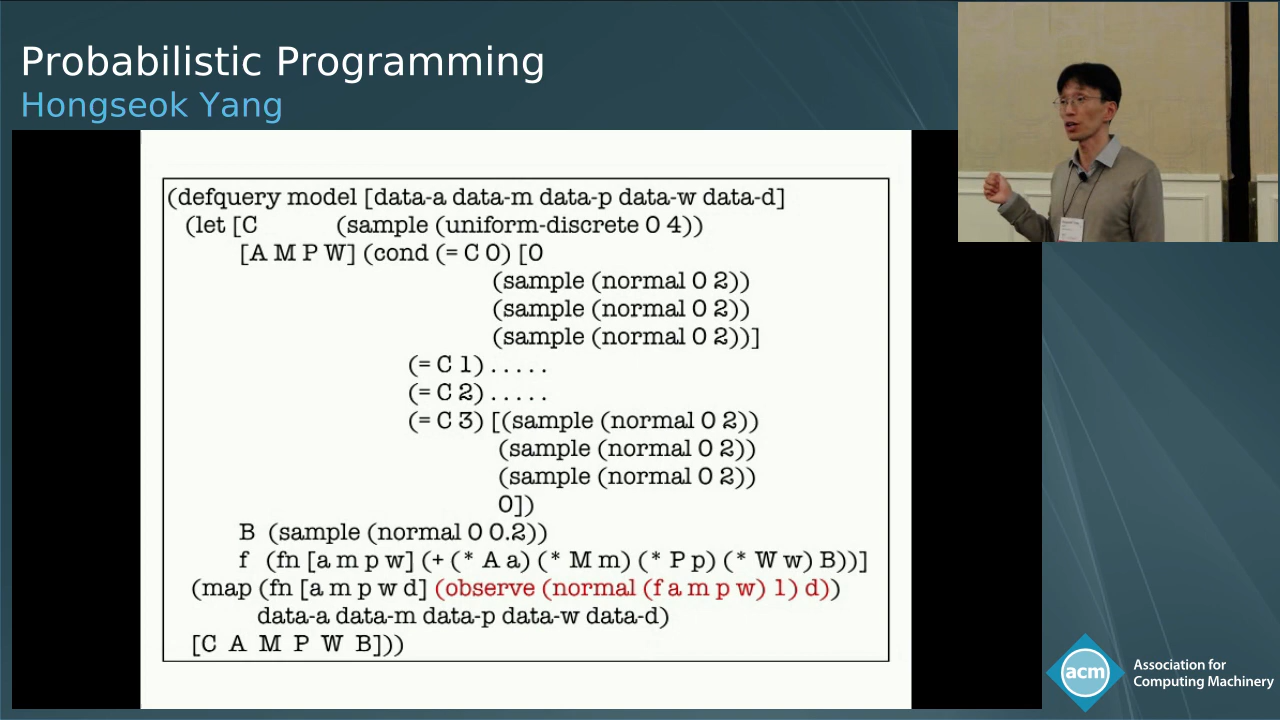 Probabilistic Programming
Hongseok Yang
(defquery model [data-a data-m data-p data-w data-d]
(let [C (sample (uniform-discrete 0 4))
[A M P W] (cond (= C 0) [0
(sample (normal 0 2))
(sample (normal 0 2))
(sample (normal 0 2))]
(= C 1) . . . . .
(= C 2) . . . . .
(= C 3) [(sample (normal 0 2))
(sample (normal 0 2))
(sample (normal 0 2))
0])
B (sample (normal 0 0.2))
f (fn [a m p w] (+ (* A a) (* M m) (* P p) (* W w) B))]
(map (fn [a m p w d] (observe (normal (f a m p w) 1) d))
data-a data-m data-p data-w data-d)
[C A M P W B]))
acm
Association for
Computing Machinery